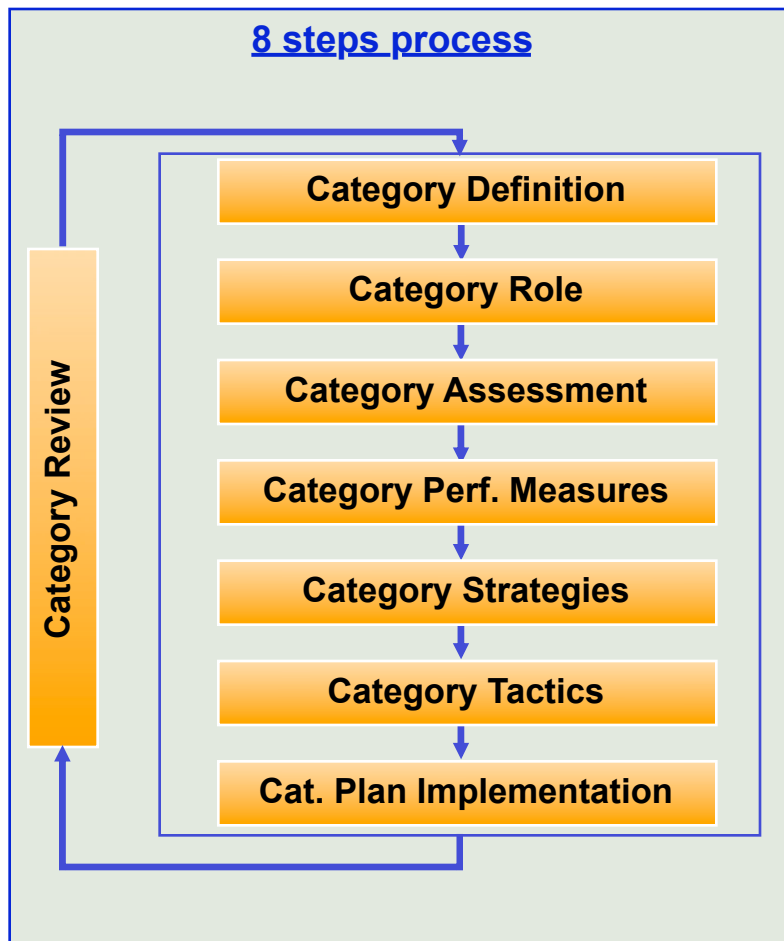 8 steps process
Category Definition
Category Role
Category Assessment
Category Perf. Measures
Category Strategies
Category Tactics
Cat. Plan Implementation
Category Review